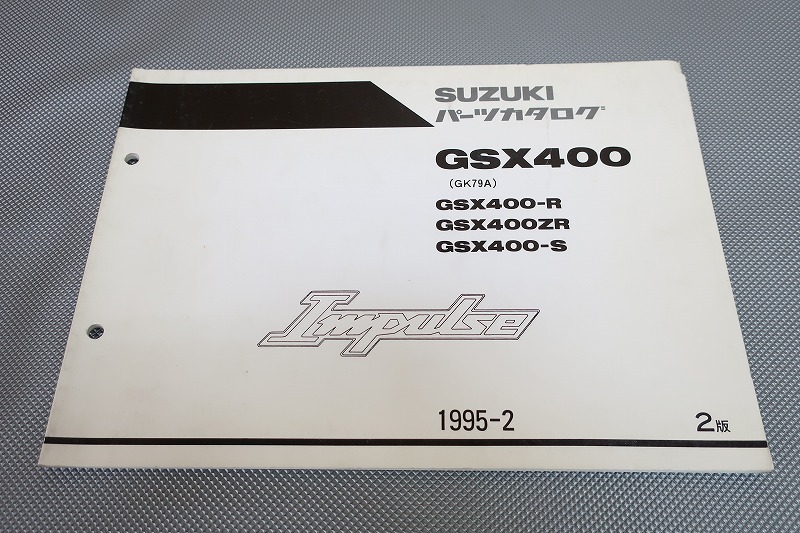 SUZUKI
パーツカタログ
GSX400
(GK79A)
GSX400-R
GSX400ZR
GSX400-S
Impulse
1995-2
2版